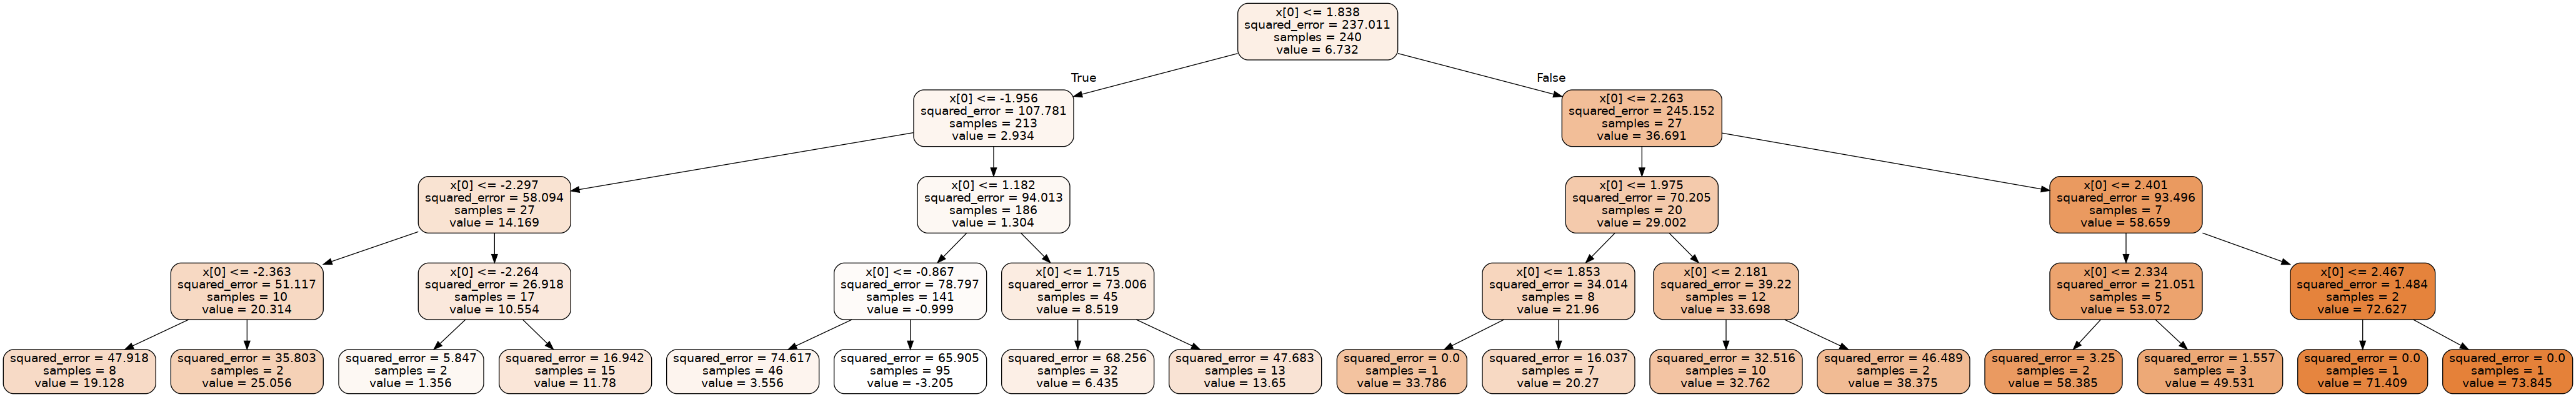 x[0] <= 1.838
squared_error = 237.011
samples = 240
value = 6.732
True
False
x[0] <= -1.956
squared_error = 107.781
samples = 213
value = 2.934
x[0] <= 2.263
squared_error = 245.152
samples = 27
value = 36.691
x[0] <= -2.297
squared_error = 58.094
samples = 27
value = 14.169
x[0] <= 1.182
squared_error = 94.013
samples = 186
value = 1.304
x[0] <= 1.975
squared_error = 70.205
samples = 20
value = 29.002
x[0] <= 2.401
squared_error = 93.496
samples = 7
value = 58.659
x[0] <= -2.363
squared_error = 51.117
samples = 10
value = 20.314
x[0] <= -2.264
squared_error = 26.918
samples = 17
value = 10.554
x[0] <= -0.867
squared_error = 78.797
samples = 141
value = -0.999
x[0] <= 1.715
squared_error = 73.006
samples = 45
value = 8.519
x[0] <= 1.853
squared_error = 34.014
samples = 8
value = 21.96
x[0] <= 2.181
squared_error = 39.22
samples = 12
value = 33.698
x[0] <= 2.334
squared_error = 21.051
samples = 5
value = 53.072
x[0] <= 2.467
squared_error = 1.484
samples = 2
value = 72.627
squared_error = 47.918
samples = 8
value = 19.128
squared_error = 35.803
samples = 2
value = 25.056
squared_error = 5.847
samples = 2
value = 1.356
squared_error = 16.942
samples = 15
value = 11.78
squared_error = 74.617
samples = 46
value = 3.556
squared_error = 65.905
samples = 95
value = -3.205
squared_error = 68.256
samples = 32
value = 6.435
squared_error = 47.683
samples = 13
value = 13.65
squared_error = 0.0
samples = 1
value = 33.786
squared_error = 16.037
samples = 7
value = 20.27
squared_error = 32.516
samples = 10
value = 32.762
squared_error = 46.489
samples = 2
value = 38.375
squared_error = 3.25
samples = 2
value = 58.385
squared_error = 1.557
samples = 3
value = 49.531
squared_error = 0.0
samples = 1
value = 71.409
squared_error = 0.0
samples = 1
value = 73.845